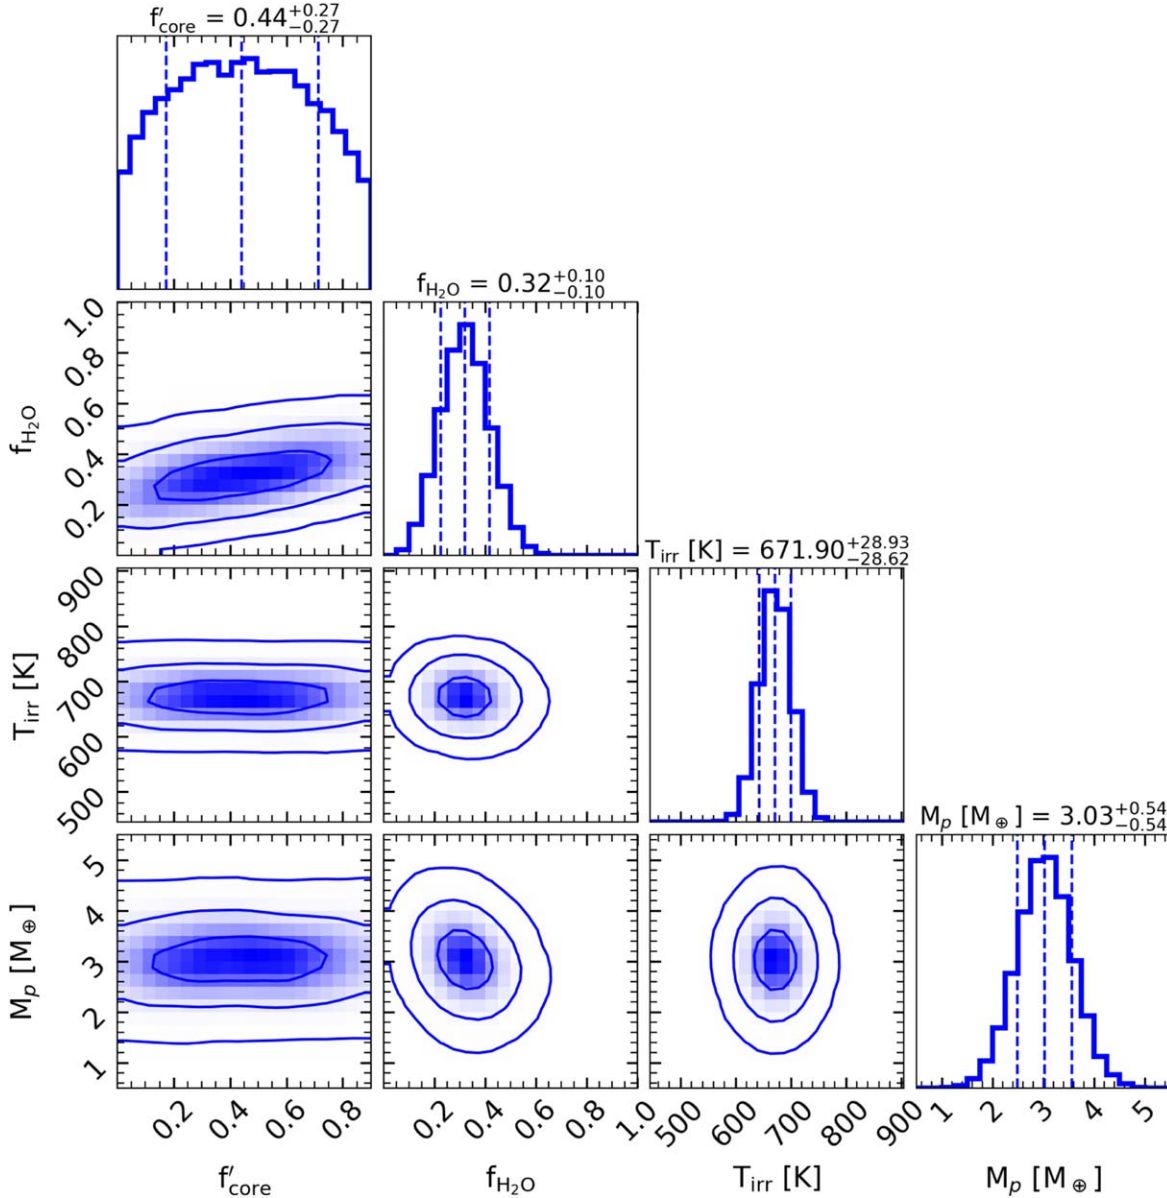 f′core = 0.44+0.27−0.27
fH2O = 0.32+0.10−0.10
1.0
0.8
0.6
0.4
0.2
fH2O
Tirr [K] = 671.90+28.93−28.62
900
800
700
600
500
Tirr [K]
Mp [M⊕] = 3.03+0.54−0.54
5
4
3
2
1
Mp [M⊕]
0.2 0.4 0.6 0.8
0.2 0.4 0.6 0.8 1.0
500 600 700 800 900
1 2 3 4 5
f′core
fH2O
Tirr [K]
Mp [M⊕]